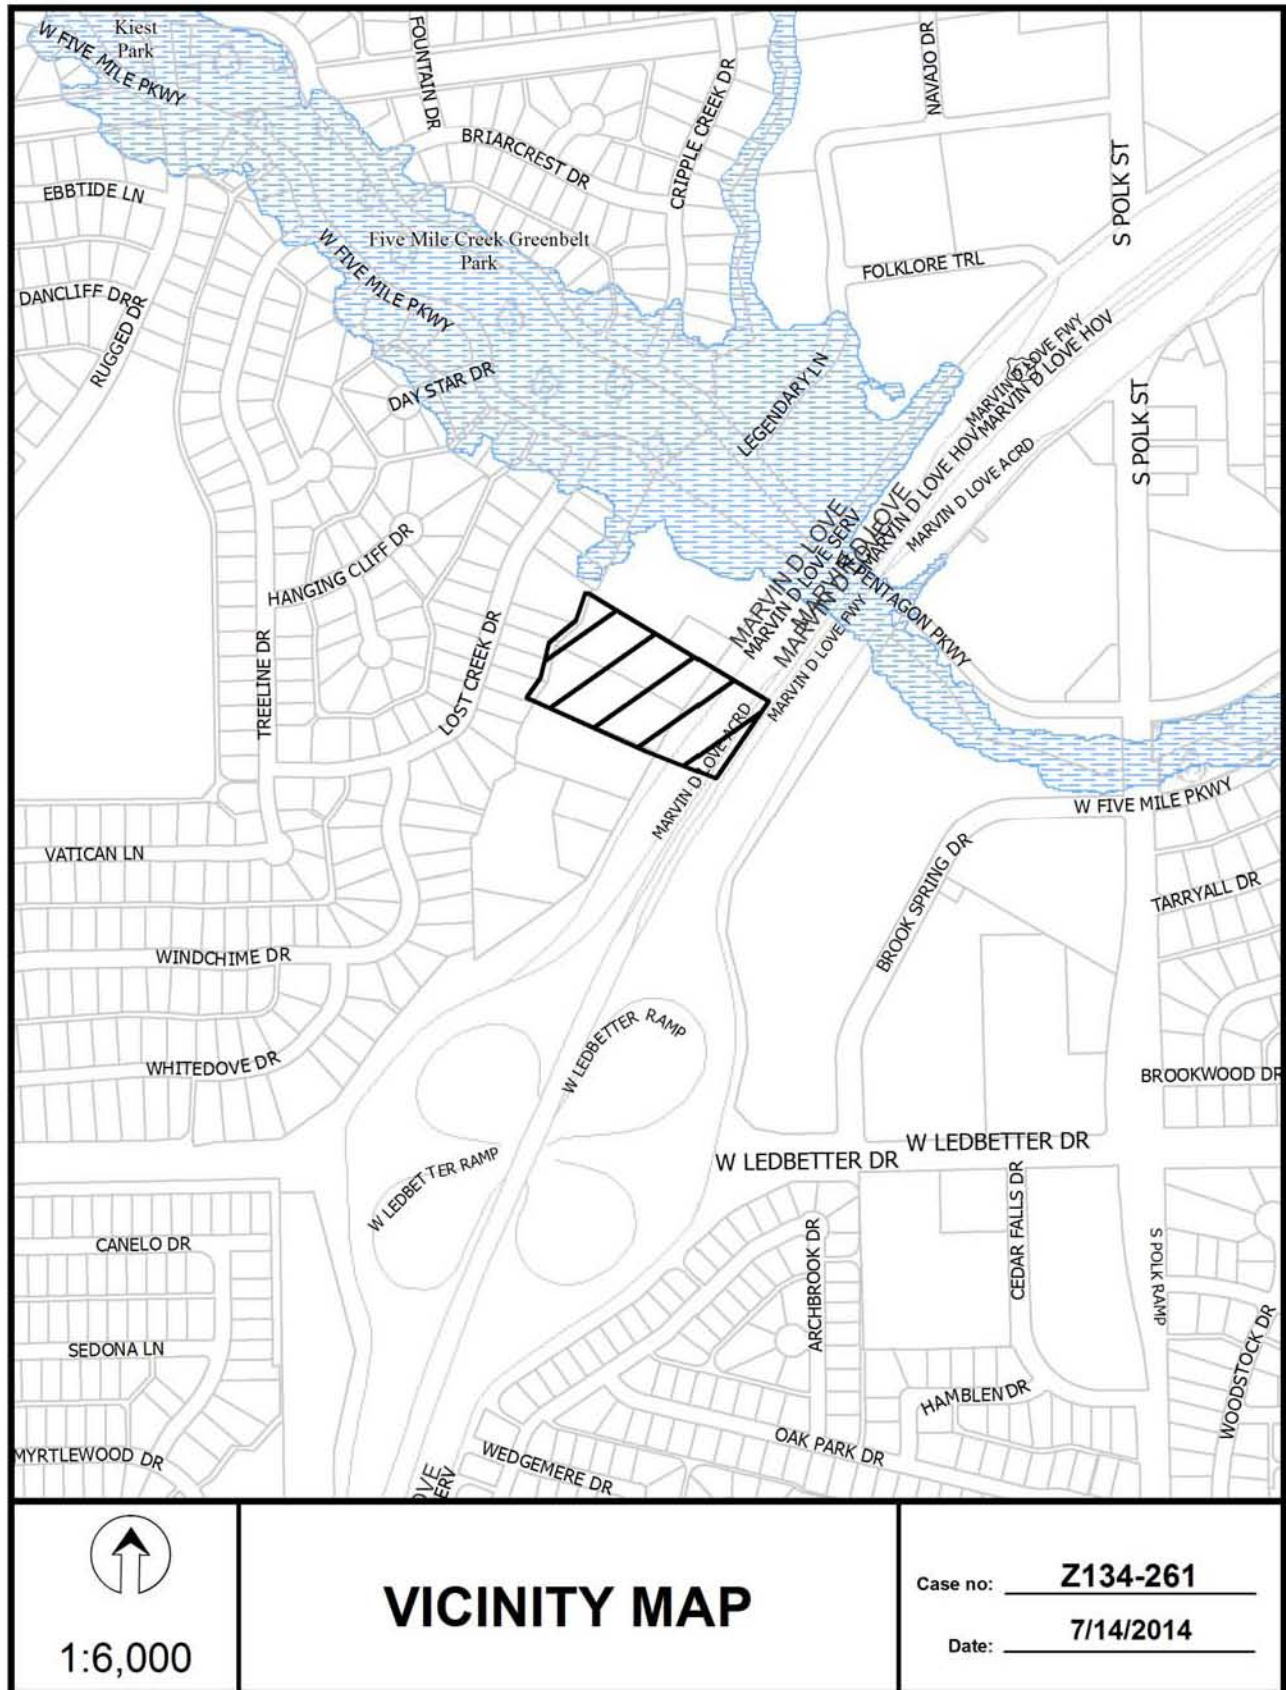 Kiest
Park
W FIVE MILE PKWY
FOUNTAIN DR
NAVAJO DR
BRIARCREST DR
CRIPPLE CREEK DR
S POLK ST
EBBTIDE LN
Five Mile Creek Greenbelt
Park
W FIVE MILE PKWY
FOLKLORE TRL
DANCLIFF DR
RUGGED DR
DAY STAR DR
LEGENDARY LN
MARVIN D LOVE FWY
MARVIN D LOVE HOV
MARVIN D LOVE HOV
MARVIN D LOVE ACRD
S POLK ST
MARVIN D LOVE
MARVIN D LOVE SERV
MARVIN D LOVE
PENTAGON PKWY
MARVIN D LOVE FWY
HANGING CLIFF DR
TREELINE DR
LOST CREEK DR
MARVIN D LOVE ACRD
W FIVE MILE PKWY
VATICAN LN
BROOK SPRING DR
TARRYALL DR
WINDCHIME DR
W LEDBETTER RAMP
WHITEDOVE DR
BROOKWOOD DR
W LEDBETTER DR
W LEDBETTER DR
W LEDBETTER RAMP
CANELO DR
ARCHBROOK DR
CEDAR FALLS DR
S POLK RAMP
SEDONA LN
WOODSTOCK DR
HAMBLEN DR
MYRTLEWOOD DR
WEDGEMERE DR
OAK PARK DR
OVE
ERV
1:6,000
VICINITY MAP
Case no: Z134-261
Date: 7/14/2014